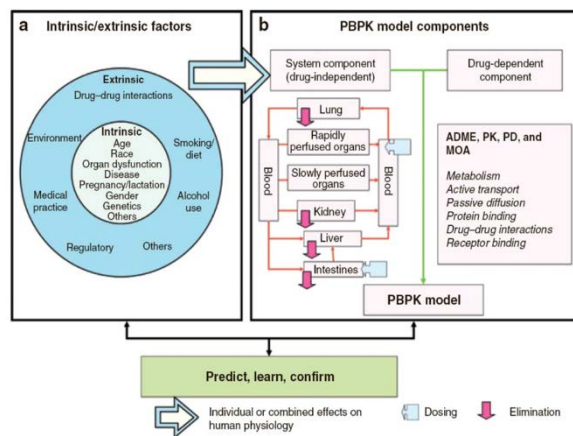 a Intrinsic/extrinsic factors
Extrinsic
Drug–drug interactions
Environment
Smoking/
diet
Intrinsic
Age
Race
Organ dysfunction
Disease
Pregnancy/lactation
Gender
Genetics
Others
Medical
practice
Alcohol
use
Regulatory
Others
b PBPK model components
System component
(drug-independent)
Drug-dependent
component
Lung
Rapidly
perfused organs
Slowly perfused
organs
Kidney
Liver
Intestines
Blood
Blood
ADME, PK, PD, and
MOA
Metabolism
Active transport
Passive diffusion
Protein binding
Drug–drug interactions
Receptor binding
PBPK model
Predict, learn, confirm
Individual or combined effects on
human physiology
Dosing
Elimination